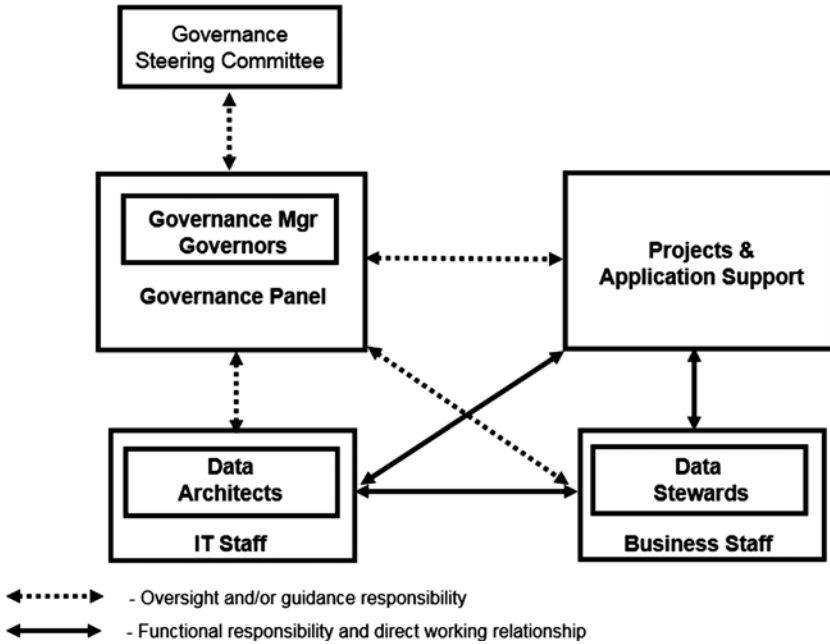 Governance
Steering Committee
Governance Mgr
Governors
Governance Panel
Projects &
Application Support
Data
Architects
IT Staff
Data
Stewards
Business Staff
- Oversight and/or guidance responsibility
- Functional responsibility and direct working relationship